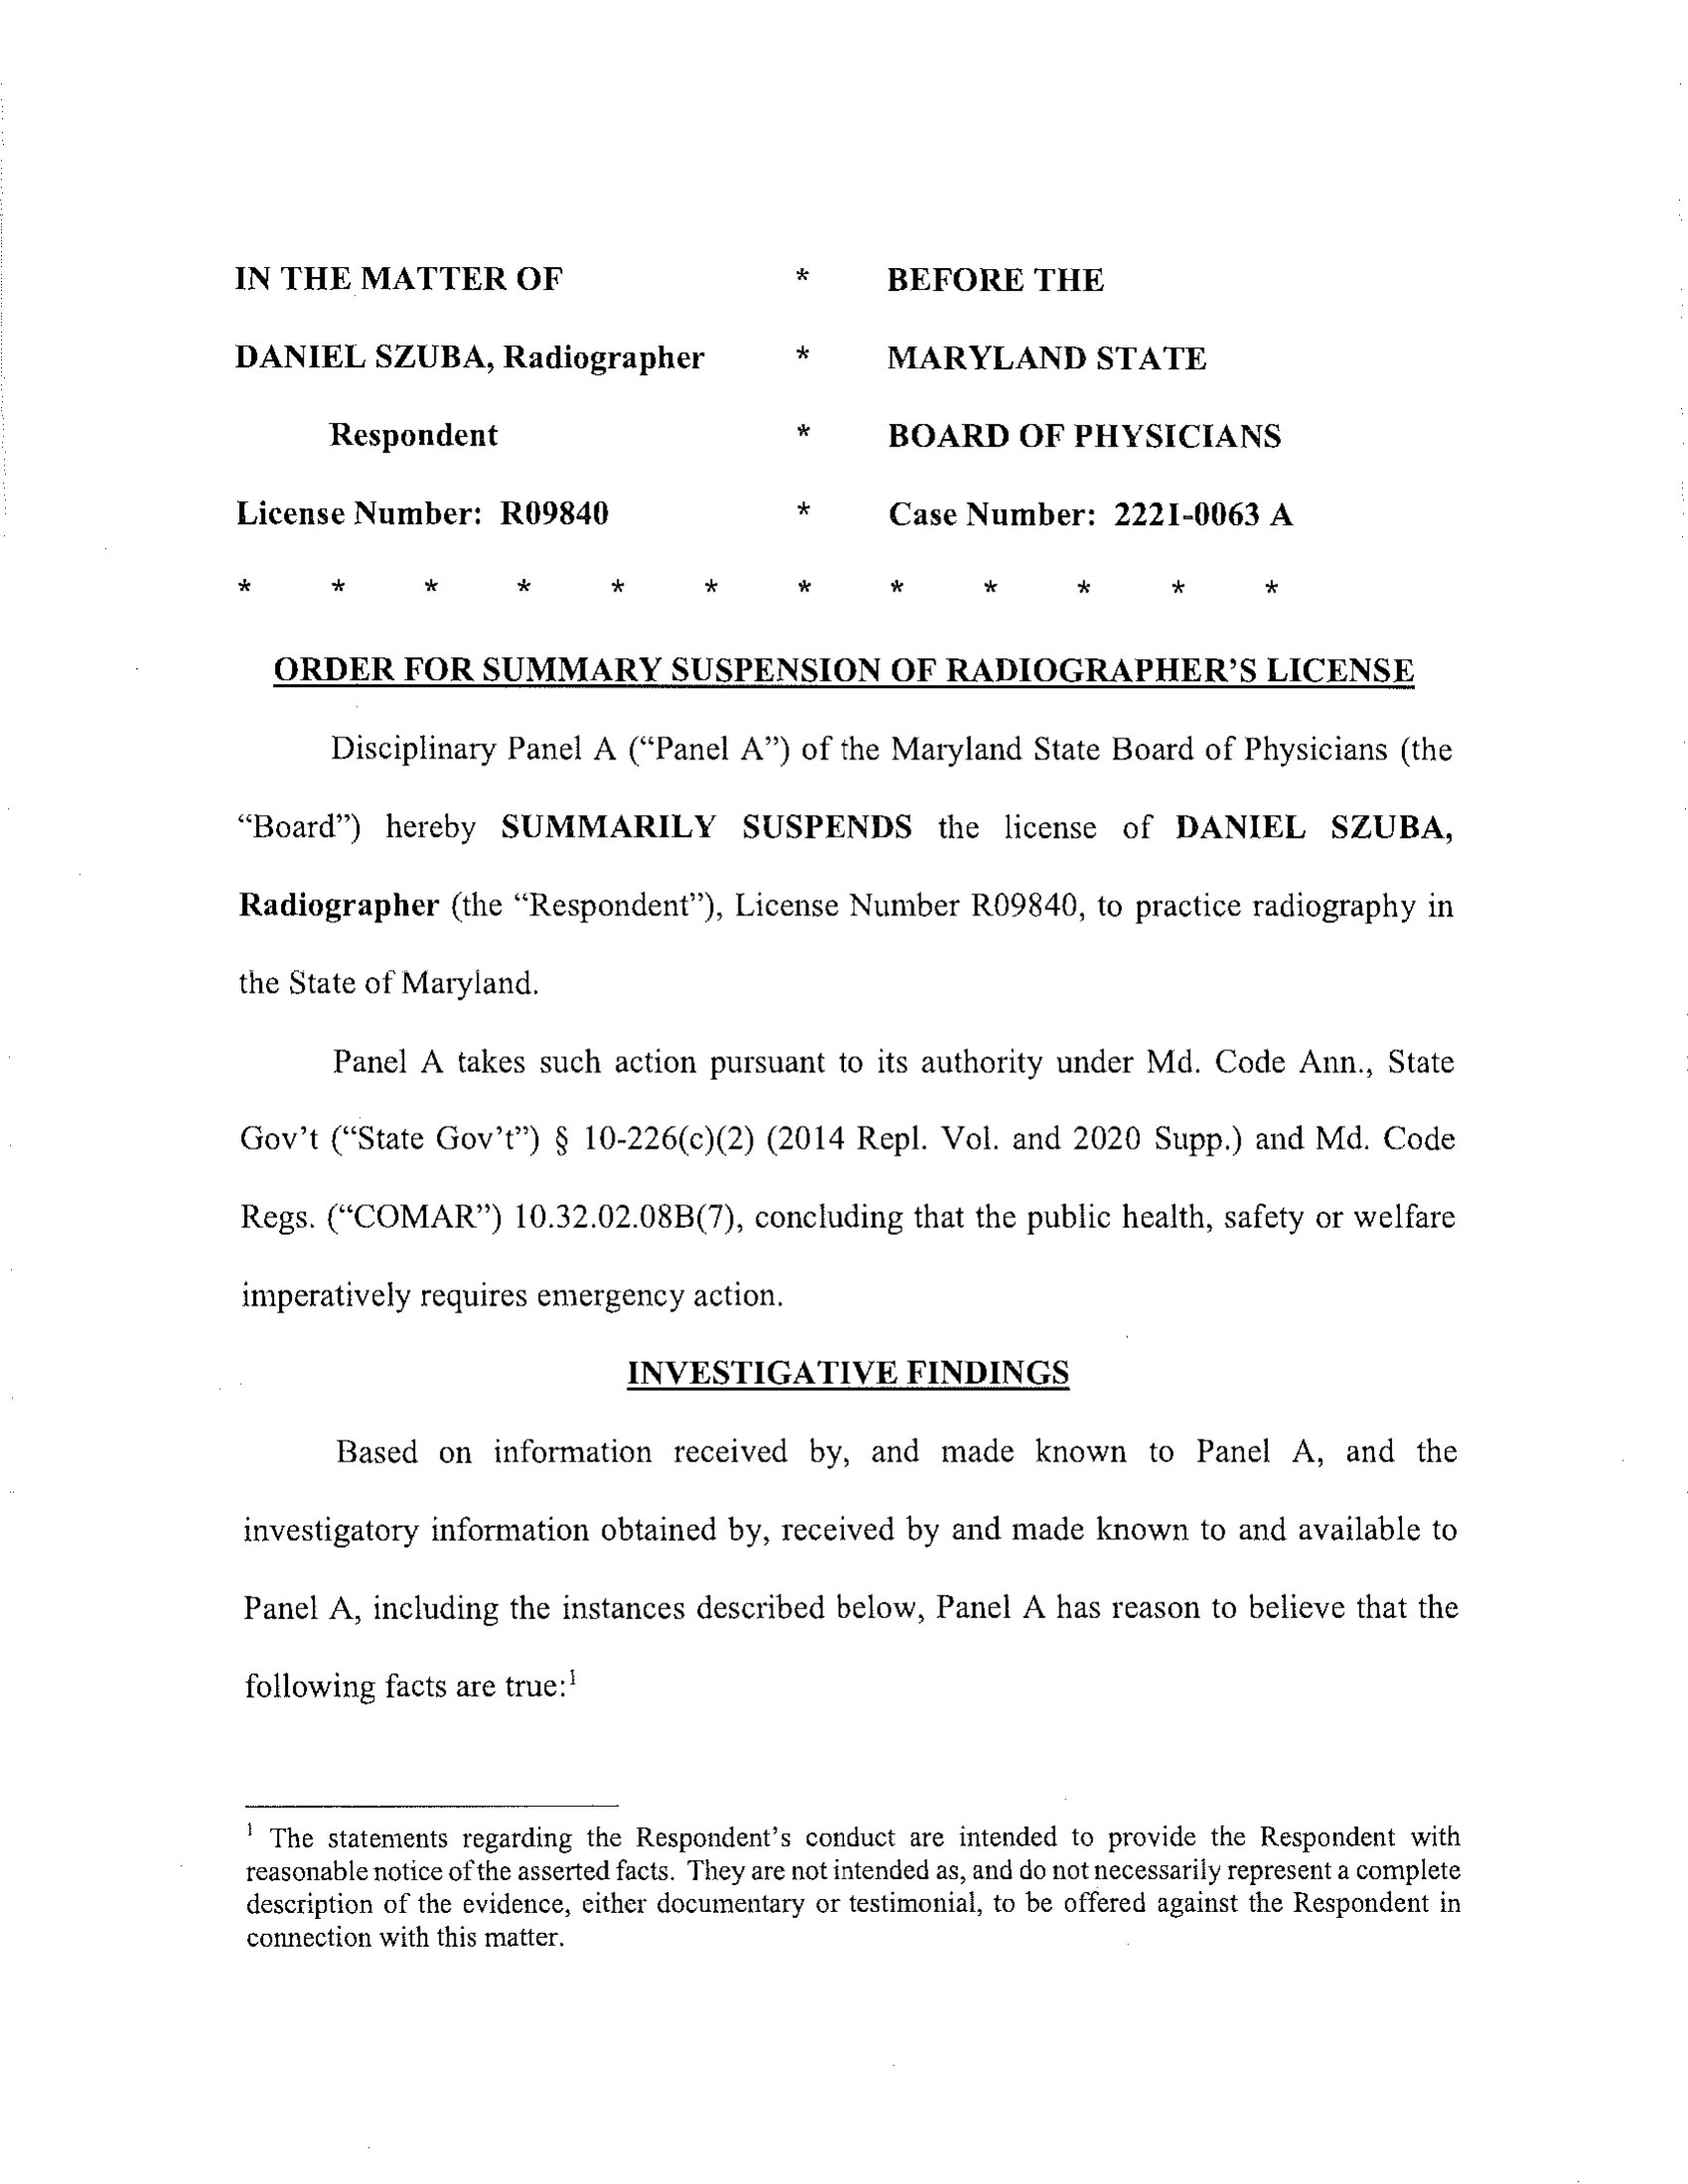 IN THE MATTER OF * BEFORE THE
DANIEL SZUBA, Radiographer * MARYLAND STATE
Respondent * BOARD OF PHYSICIANS
License Number: R09840 * Case Number: 222I-0063 A
* * * * * * * * * * * *
ORDER FOR SUMMARY SUSPENSION OF RADIOGRAPHER'S LICENSE
Disciplinary Panel A (“Panel A”) of the Maryland State Board of Physicians (the
“Board”) hereby SUMMARILY SUSPENDS the license of DANIEL SZUBA,
Radiographer (the “Respondent”), License Number R09840, to practice radiography in
the State of Maryland.
Panel A takes such action pursuant to its authority under Md. Code Ann., State
Gov't (“State Gov't”) § 10-226(c)(2) (2014 Repl. Vol. and 2020 Supp.) and Md. Code
Regs. (“COMAR”) 10.32.02.08B(7), concluding that the public health, safety or welfare
imperatively requires emergency action.
INVESTIGATIVE FINDINGS
Based on information received by, and made known to Panel A, and the
investigatory information obtained by, received by and made known to and available to
Panel A, including the instances described below, Panel A has reason to believe that the
following facts are true:¹
¹ The statements regarding the Respondent's conduct are intended to provide the Respondent with
reasonable notice of the asserted facts. They are not intended as, and do not necessarily represent a complete
description of the evidence, either documentary or testimonial, to be offered against the Respondent in
connection with this matter.